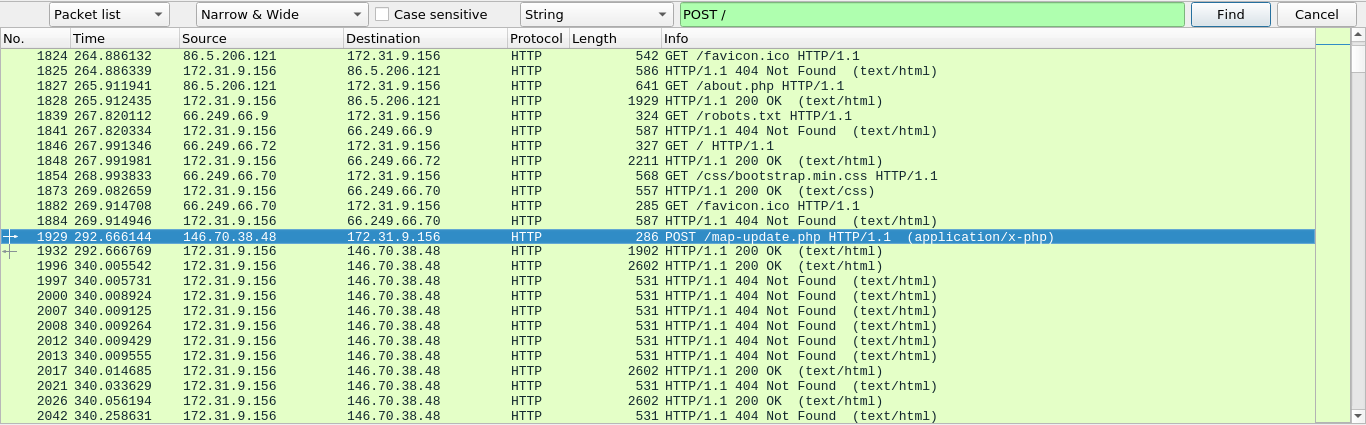 Packet list Narrow & Wide Case sensitive String POST / Find Cancel
No. Time Source Destination Protocol Length Info
1824 264.886132 86.5.206.121 172.31.9.156 HTTP 542 GET /favicon.ico HTTP/1.1
1825 264.886339 172.31.9.156 86.5.206.121 HTTP 586 HTTP/1.1 404 Not Found (text/html)
1827 265.911941 86.5.206.121 172.31.9.156 HTTP 641 GET /about.php HTTP/1.1
1828 265.912435 172.31.9.156 86.5.206.121 HTTP 1929 HTTP/1.1 200 OK (text/html)
1839 267.820112 66.249.66.9 172.31.9.156 HTTP 324 GET /robots.txt HTTP/1.1
1841 267.820334 172.31.9.156 66.249.66.9 HTTP 587 HTTP/1.1 404 Not Found (text/html)
1846 267.991346 66.249.66.72 172.31.9.156 HTTP 327 GET / HTTP/1.1
1848 267.991981 172.31.9.156 66.249.66.72 HTTP 2211 HTTP/1.1 200 OK (text/html)
1854 268.993833 66.249.66.70 172.31.9.156 HTTP 568 GET /css/bootstrap.min.css HTTP/1.1
1873 269.082659 172.31.9.156 66.249.66.70 HTTP 557 HTTP/1.1 200 OK (text/css)
1882 269.914708 66.249.66.70 172.31.9.156 HTTP 285 GET /favicon.ico HTTP/1.1
1884 269.914946 172.31.9.156 66.249.66.70 HTTP 587 HTTP/1.1 404 Not Found (text/html)
1929 292.666144 146.70.38.48 172.31.9.156 HTTP 286 POST /map-update.php HTTP/1.1 (application/x-php)
1932 292.666769 172.31.9.156 146.70.38.48 HTTP 1902 HTTP/1.1 200 OK (text/html)
1996 340.005542 172.31.9.156 146.70.38.48 HTTP 2602 HTTP/1.1 200 OK (text/html)
1997 340.005731 172.31.9.156 146.70.38.48 HTTP 531 HTTP/1.1 404 Not Found (text/html)
2000 340.008924 172.31.9.156 146.70.38.48 HTTP 531 HTTP/1.1 404 Not Found (text/html)
2007 340.009125 172.31.9.156 146.70.38.48 HTTP 531 HTTP/1.1 404 Not Found (text/html)
2008 340.009264 172.31.9.156 146.70.38.48 HTTP 531 HTTP/1.1 404 Not Found (text/html)
2012 340.009429 172.31.9.156 146.70.38.48 HTTP 531 HTTP/1.1 404 Not Found (text/html)
2013 340.009555 172.31.9.156 146.70.38.48 HTTP 531 HTTP/1.1 404 Not Found (text/html)
2017 340.014685 172.31.9.156 146.70.38.48 HTTP 2602 HTTP/1.1 200 OK (text/html)
2021 340.033629 172.31.9.156 146.70.38.48 HTTP 531 HTTP/1.1 404 Not Found (text/html)
2026 340.056194 172.31.9.156 146.70.38.48 HTTP 2602 HTTP/1.1 200 OK (text/html)
2042 340.258631 172.31.9.156 146.70.38.48 HTTP 531 HTTP/1.1 404 Not Found (text/html)